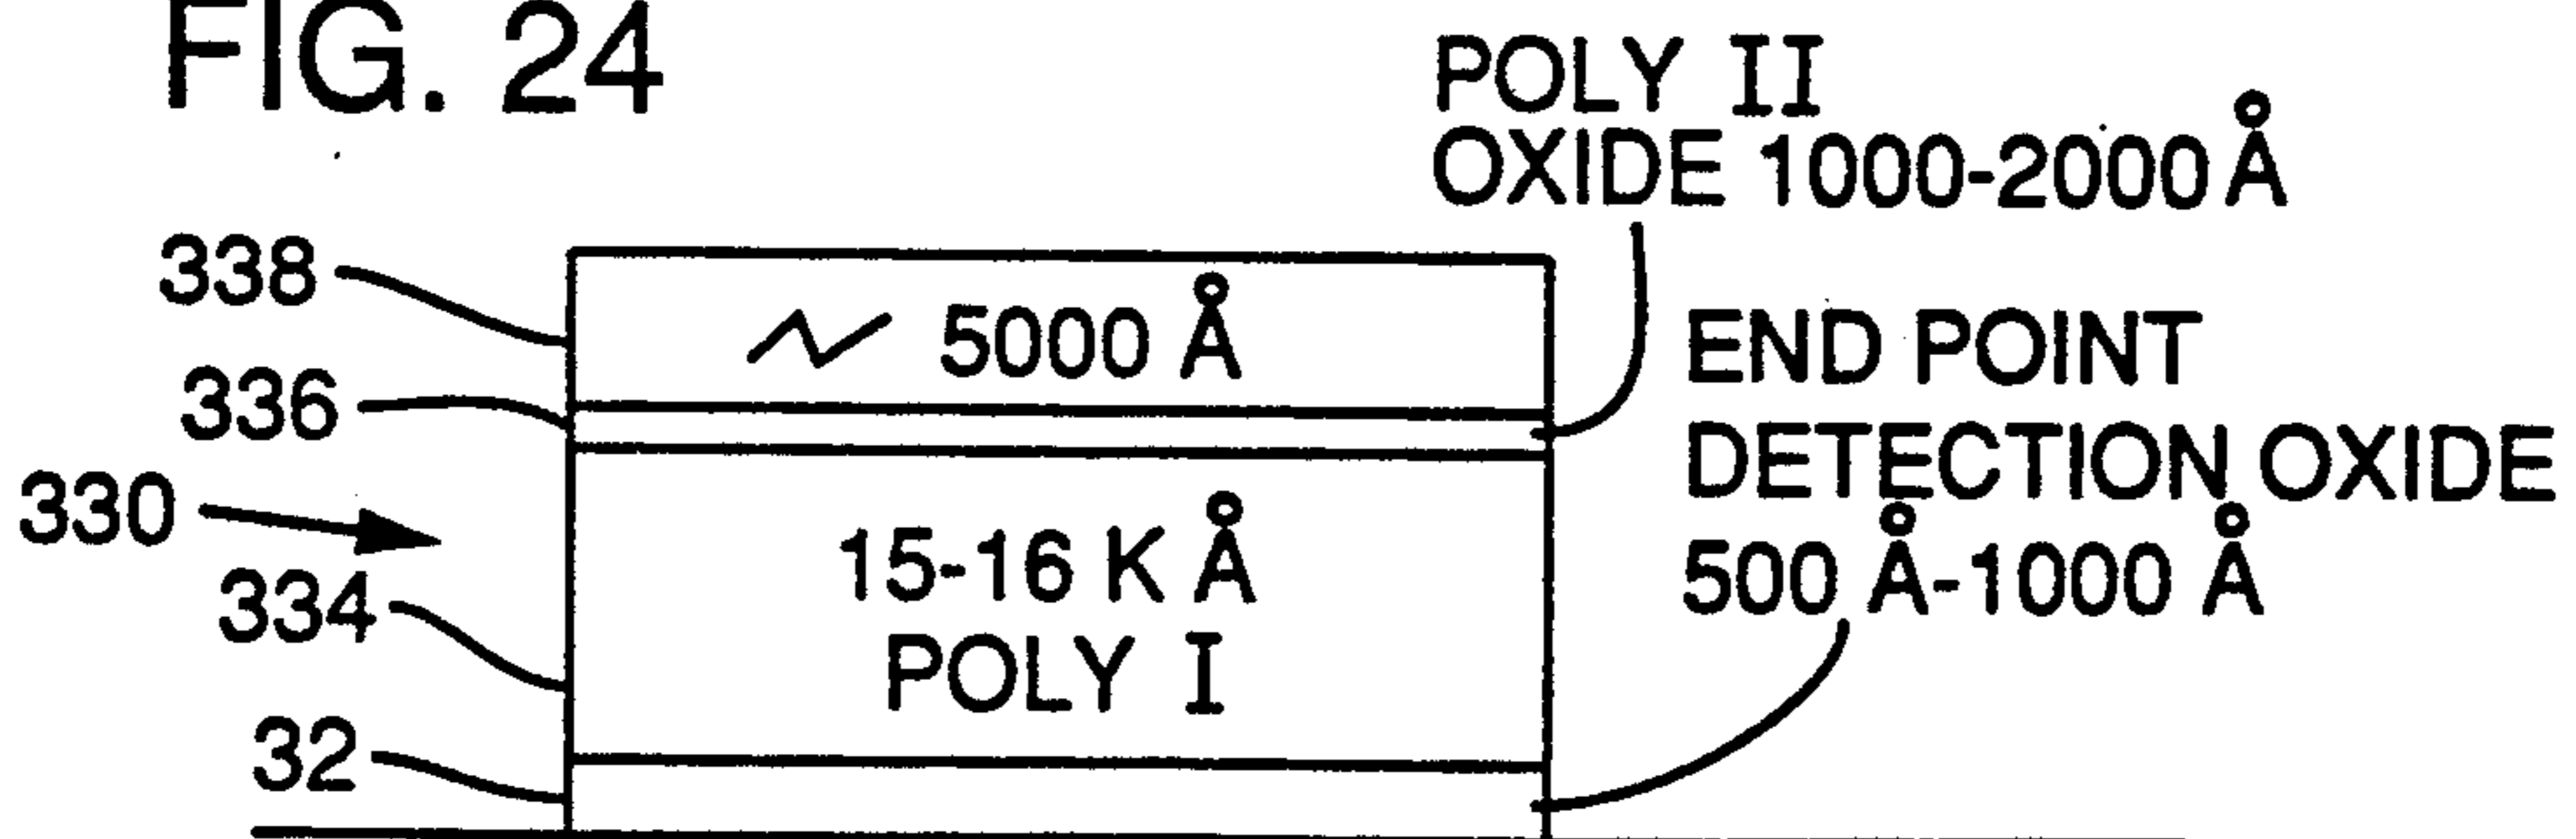 FIG. 24
POLY II
OXIDE 1000-2000 Å
338
5000 Å
336
END POINT
DETECTION OXIDE
500 Å-1000 Å
330
15-16 K Å
POLY I
334
32